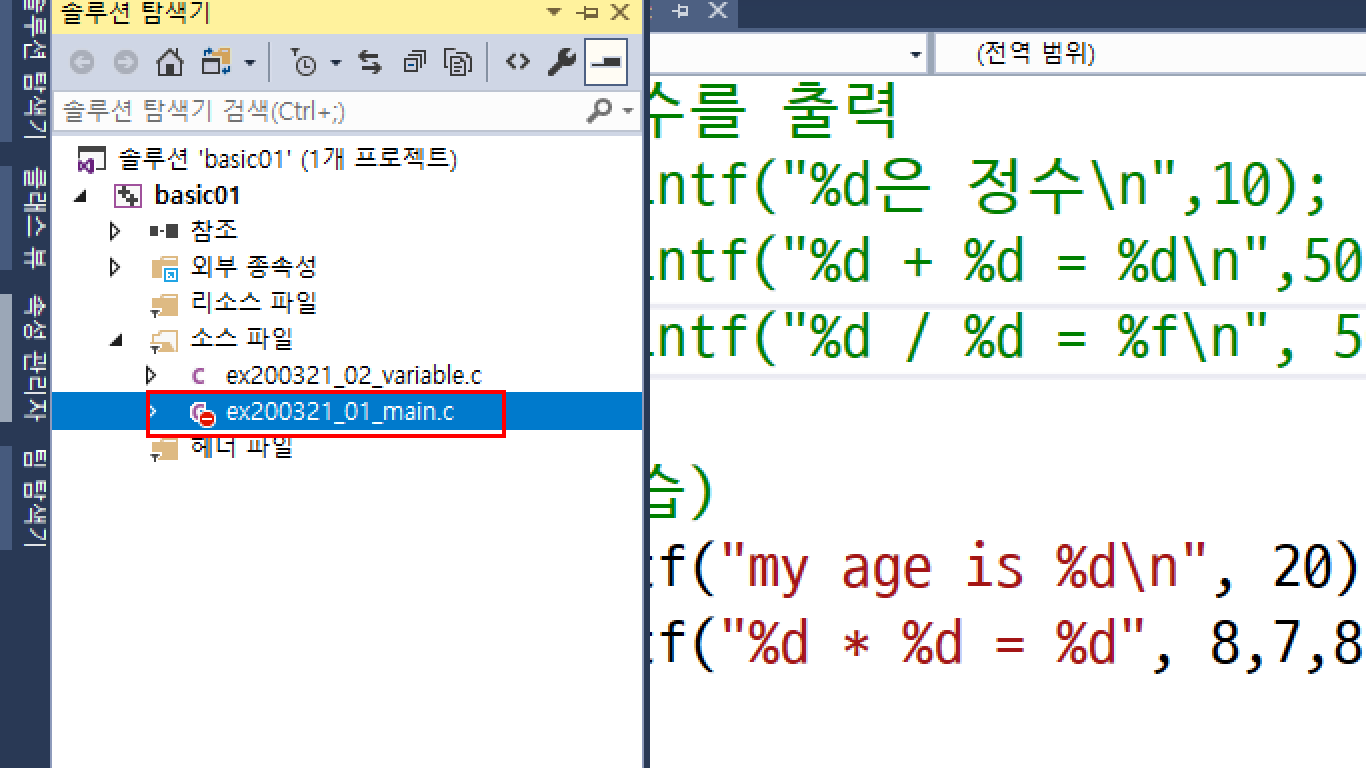 솔루션 탐색기
솔루션 탐색기 검색(Ctrl+;)
솔루션 'basic01' (1개 프로젝트)
basic01
참조
외부 종속성
리소스 파일
소스 파일
ex200321_02_variable.c
ex200321_01_main.c
헤더 파일
솔루션 탐색기
클래스 뷰
속성 관리자
팀 탐색기
(전역 범위)
수를 출력
intf("%d은 정수\n",10);
intf("%d + %d = %d\n",50
intf("%d / %d = %f\n", 5
습)
tf("my age is %d\n", 20)
tf("%d * %d = %d", 8,7,8